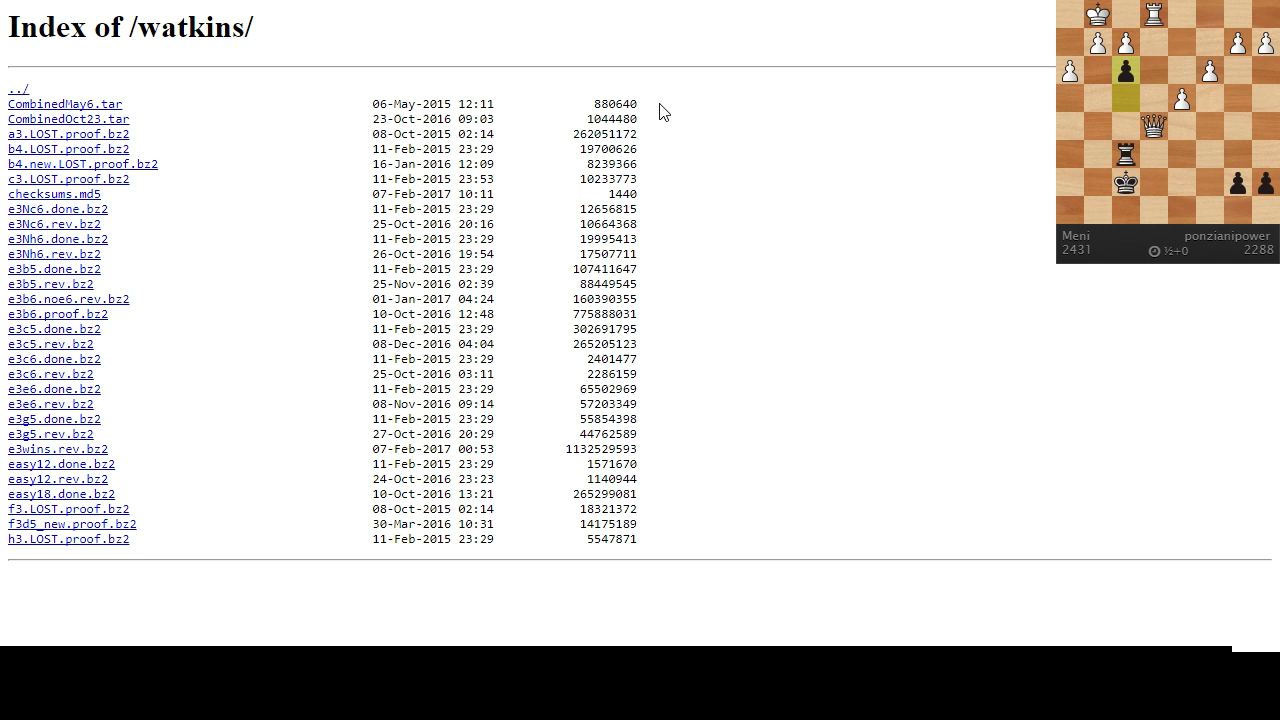 Index of /watkins/
../
CombinedMay6.tar 06-May-2015 12:11 880640
CombinedOct23.tar 23-Oct-2016 09:03 1044480
a3.LOST.proof.bz2 08-Oct-2015 02:14 262051172
b4.LOST.proof.bz2 11-Feb-2015 23:29 19700626
b4.new.LOST.proof.bz2 16-Jan-2016 12:09 8239366
c3.LOST.proof.bz2 11-Feb-2015 23:53 10233773
checksums.md5 07-Feb-2017 10:11 1440
e3Nc6.done.bz2 11-Feb-2015 23:29 12656815
e3Nc6.rev.bz2 25-Oct-2016 20:16 10664368
e3Nh6.done.bz2 11-Feb-2015 23:29 19995413
e3Nh6.rev.bz2 26-Oct-2016 19:54 17507711
e3b5.done.bz2 11-Feb-2015 23:29 107411647
e3b5.rev.bz2 25-Nov-2016 02:39 88449545
e3b6.noe6.rev.bz2 01-Jan-2017 04:24 160390355
e3b6.proof.bz2 10-Oct-2016 12:48 775888031
e3c5.done.bz2 11-Feb-2015 23:29 302691795
e3c5.rev.bz2 08-Dec-2016 04:04 265205123
e3c6.done.bz2 11-Feb-2015 23:29 2401477
e3c6.rev.bz2 25-Oct-2016 03:11 2286159
e3e6.done.bz2 11-Feb-2015 23:29 65502969
e3e6.rev.bz2 08-Nov-2016 09:14 57203349
e3g5.done.bz2 11-Feb-2015 23:29 55854398
e3g5.rev.bz2 27-Oct-2016 20:29 44762589
e3wins.rev.bz2 07-Feb-2017 00:53 1132529593
easy12.done.bz2 11-Feb-2015 23:29 1571670
easy12.rev.bz2 24-Oct-2016 23:23 1140944
easy18.done.bz2 10-Oct-2016 13:21 265299081
f3.LOST.proof.bz2 08-Oct-2015 02:14 18321372
f3d5_new.proof.bz2 30-Mar-2016 10:31 14175189
h3.LOST.proof.bz2 11-Feb-2015 23:29 5547871
Meni ponzianipower
2431 ½+0 2288